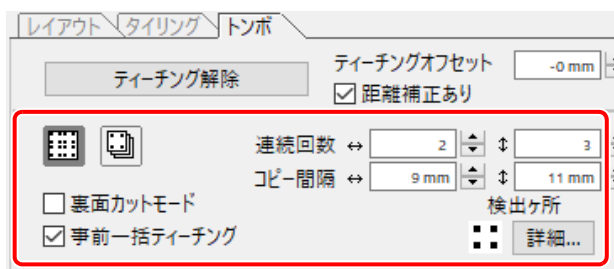 レイアウト タイリング トンボ
ティーチング解除
ティーチングオフセット -0 mm
距離補正あり
連続回数 ↔ 2 ↕ 3
コピー間隔 ↔ 9 mm ↕ 11 mm
裏面カットモード
検出ヶ所
事前一括ティーチング
詳細...